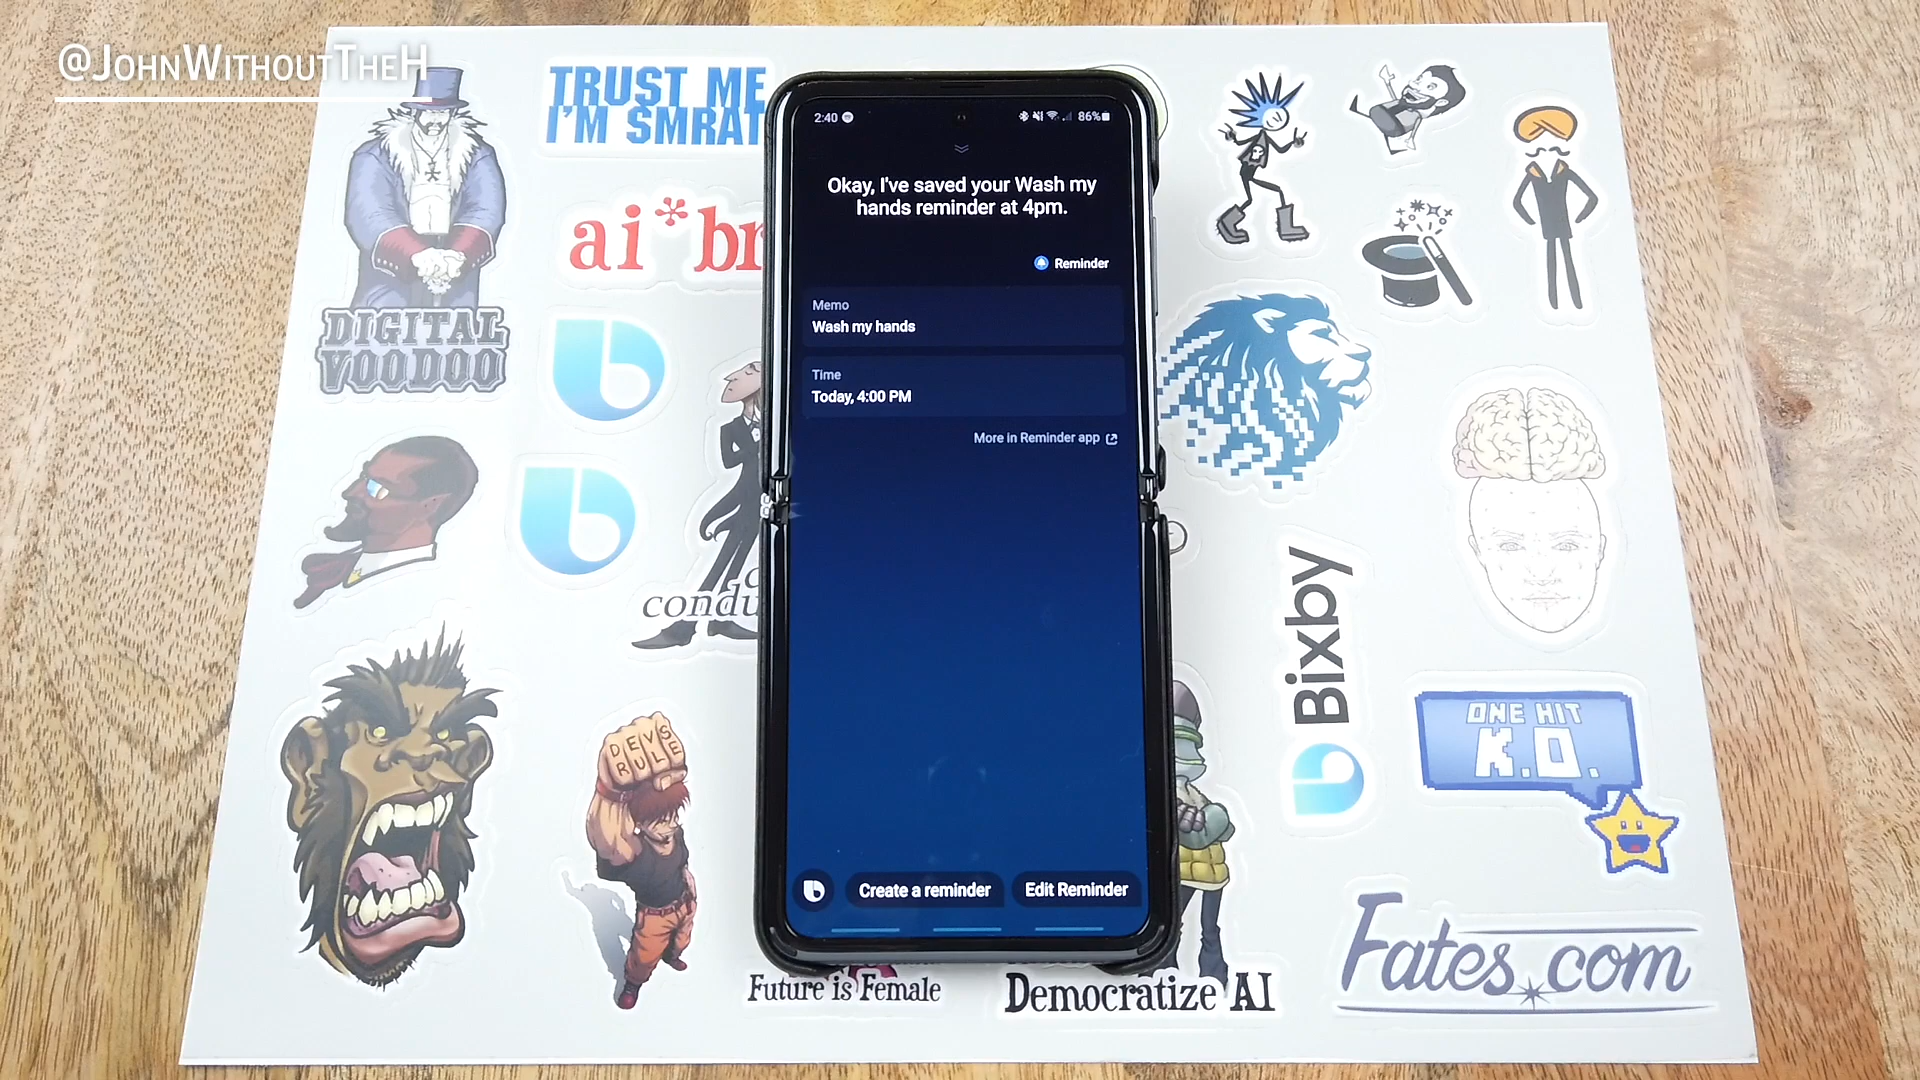 @JohnWithoutTheH
TRUST ME
I'M SMRAT
ai*br
DIGITAL
VOODOO
2:40
86%
Okay, I've saved your Wash my
hands reminder at 4pm.
Reminder
Memo
Wash my hands
Time
Today, 4:00 PM
More in Reminder app
Create a reminder
Edit Reminder
condu
DEVS
RULE
Bixby
ONE HIT
K.O.
Future is Female
Democratize AI
Fates.com